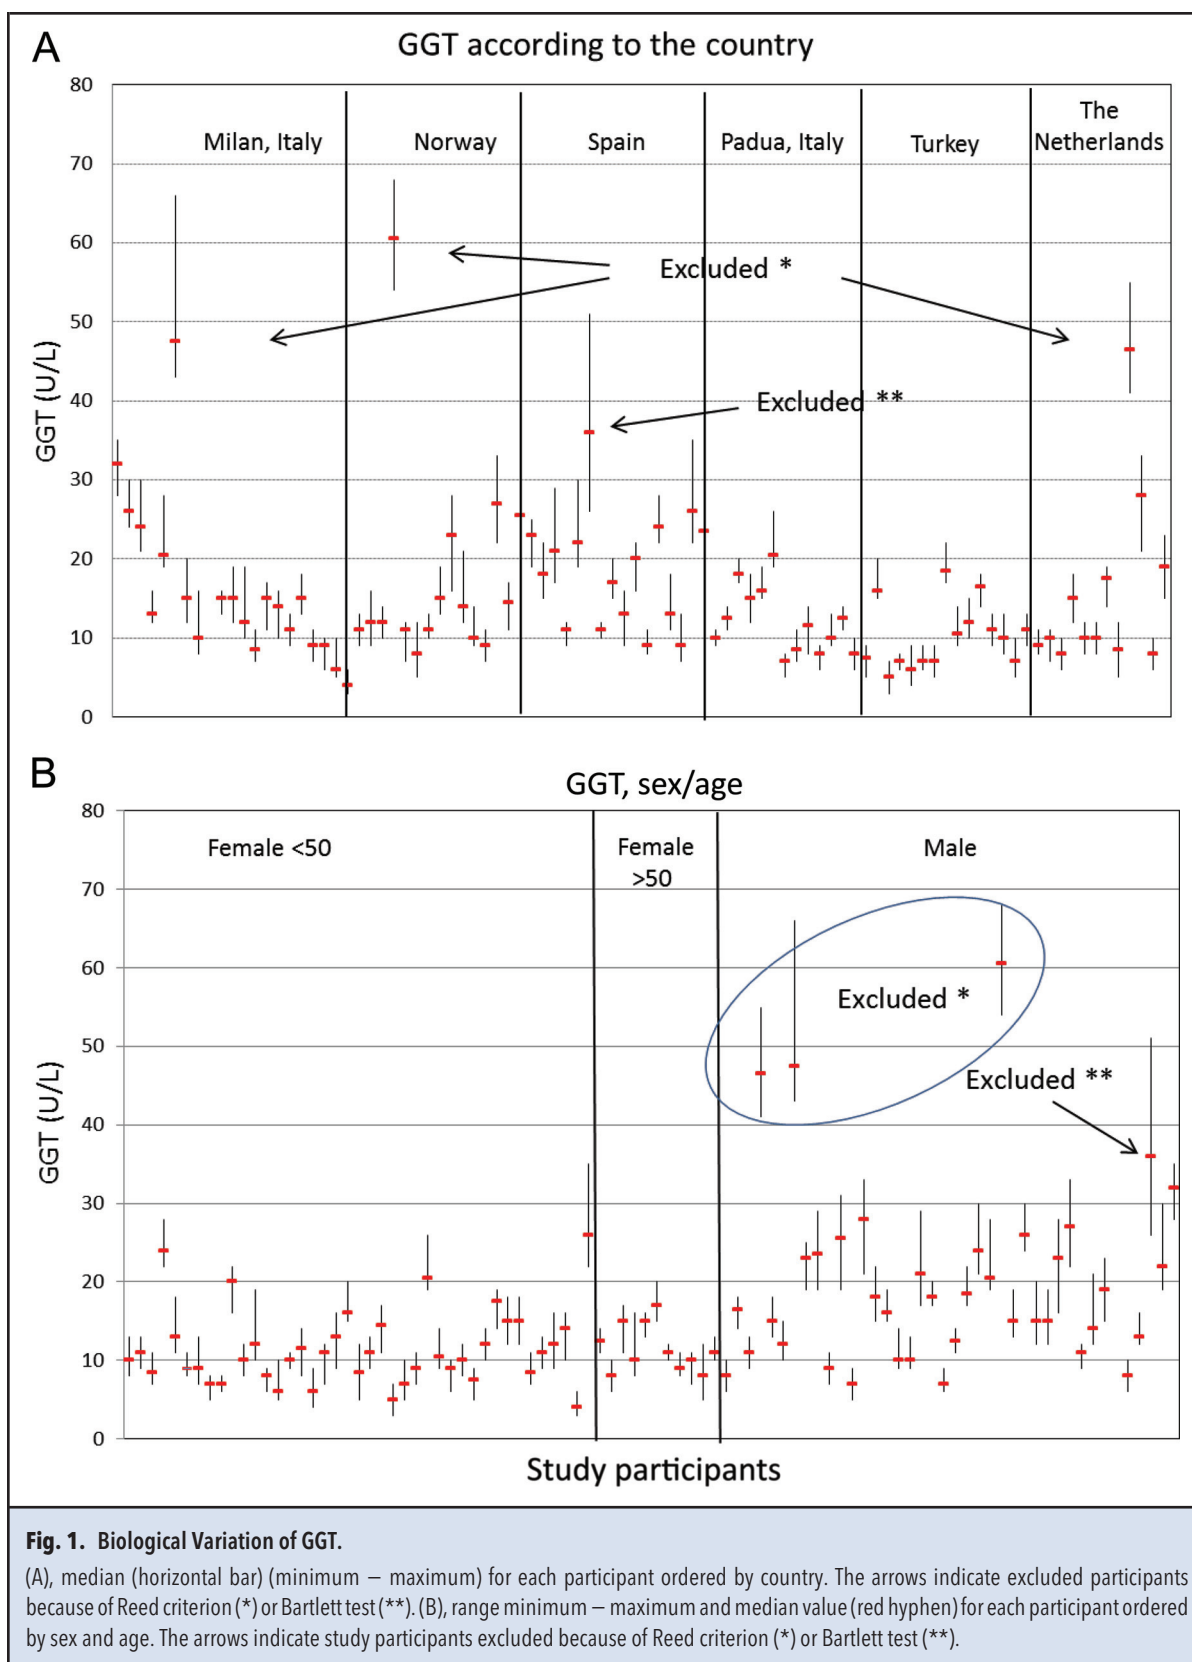 A
GGT according to the country
80
70
60
50
40
30
20
10
0
GGT (U/L)
Milan, Italy
Norway
Spain
Padua, Italy
Turkey
The
Netherlands
Excluded *
Excluded **
B
GGT, sex/age
80
70
60
50
40
30
20
10
0
GGT (U/L)
Female <50
Female
>50
Male
Excluded *
Excluded **
Study participants
Fig. 1. Biological Variation of GGT.
(A), median (horizontal bar) (minimum – maximum) for each participant ordered by country. The arrows indicate excluded participants
because of Reed criterion (*) or Bartlett test (**). (B), range minimum – maximum and median value (red hyphen) for each participant ordered
by sex and age. The arrows indicate study participants excluded because of Reed criterion (*) or Bartlett test (**).